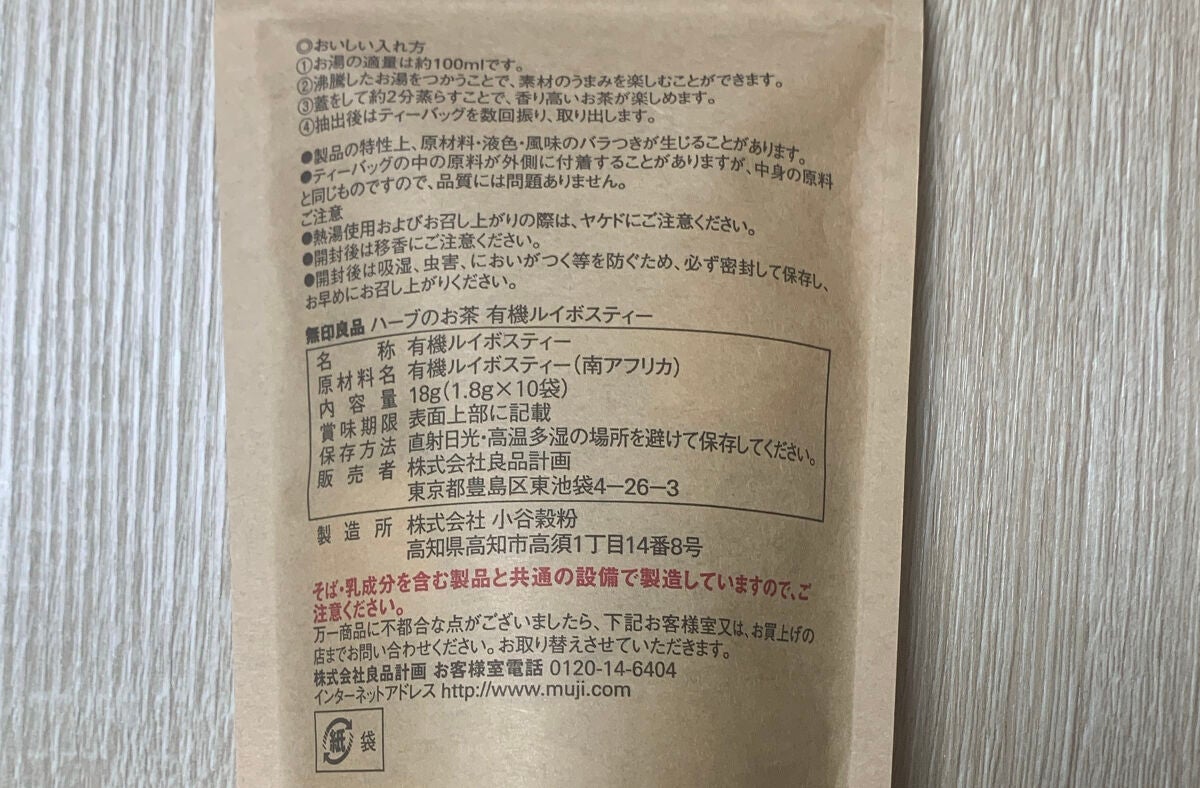 ◎おいしい入れ方
①お湯の適量は約100mlです。
②沸騰したお湯をつかうことで、素材のうまみを楽しむことができます。
③蓋をして約2分蒸らすことで、香り高いお茶が楽しめます。
④抽出後はティーバッグを数回振り、取り出します。
●製品の特性上、原材料・液色・風味のバラつきが生じることがあります。
●ティーバッグの中の原料が外側に付着することがありますが、中身の原料
と同じものですので、品質には問題ありません。
ご注意
●熱湯使用およびお召し上がりの際は、ヤケドにご注意ください。
●開封後は移香にご注意ください。
●開封後は吸湿、虫害、においがつく等を防ぐため、必ず密封して保存し、
お早めにお召し上がりください。
無印良品 ハーブのお茶 有機ルイボスティー
名称 有機ルイボスティー
原材料名 有機ルイボスティー(南アフリカ)
内容量 18g(1.8g×10袋)
賞味期限 表面上部に記載
保存方法 直射日光・高温多湿の場所を避けて保存してください。
販売者 株式会社良品計画
東京都豊島区東池袋4-26-3
製造所 株式会社 小谷穀粉
高知県高知市高須1丁目14番8号
そば・乳成分を含む製品と共通の設備で製造していますので、ご
注意ください。
万一商品に不都合な点がございましたら、下記お客様室又は、お買上げの
店までお問い合わせください。お取り替えさせていただきます。
株式会社良品計画 お客様室電話 0120-14-6404
インターネットアドレス http://www.muji.com
紙 袋